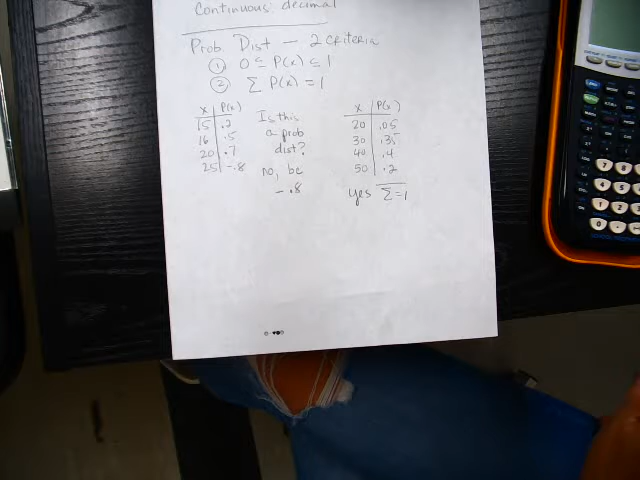 Continuous: decimal
Prob. Dist — 2 criteria
① 0 ≤ P(x) ≤ 1
② Σ P(x) = 1
x | P(x)
15 | .2
16 | .5
20 | .7
25 | -.8
Is this
a prob
dist?
no, bc
-.8
x | P(x)
20 | .05
30 | .35
40 | .4
50 | .2
yes Σ=1